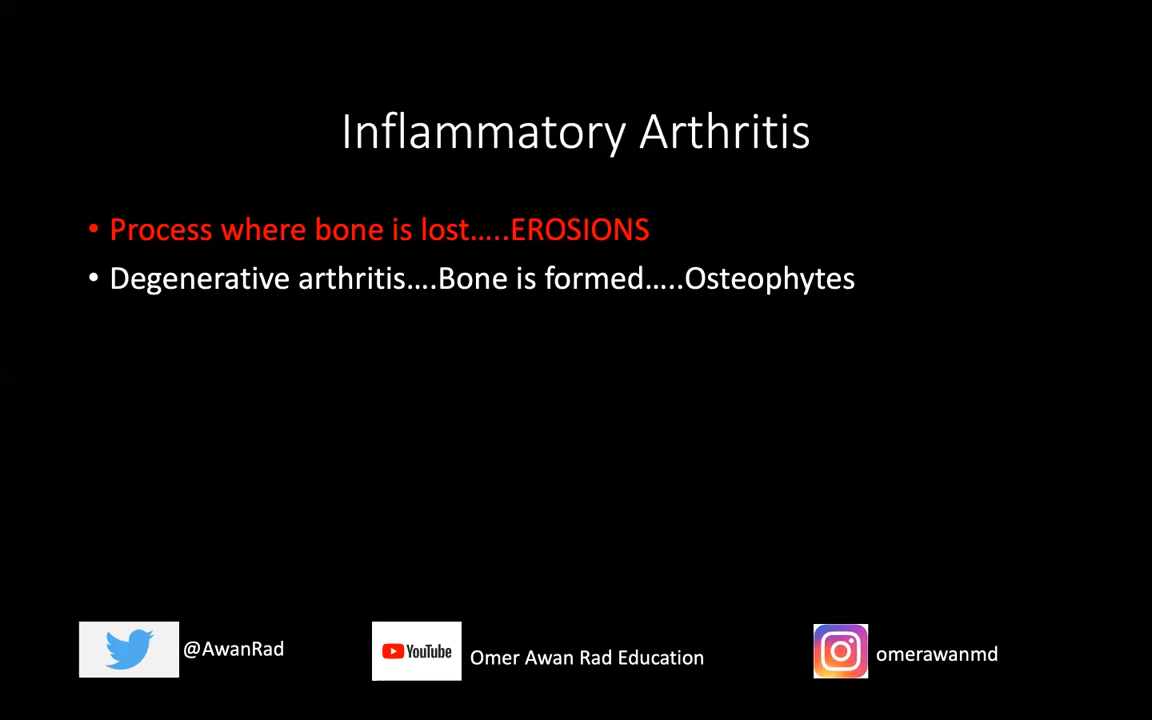 Inflammatory Arthritis
• Process where bone is lost…..EROSIONS
• Degenerative arthritis….Bone is formed…..Osteophytes
@AwanRad
YouTube
Omer Awan Rad Education
omerawanmd